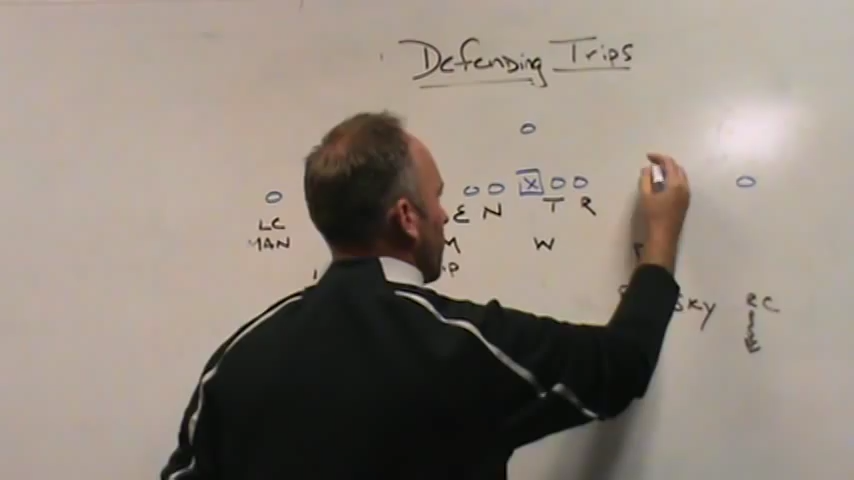 Defending Trips
O
O O O X O O O
LC E N T R
MAN M W
SKY RC